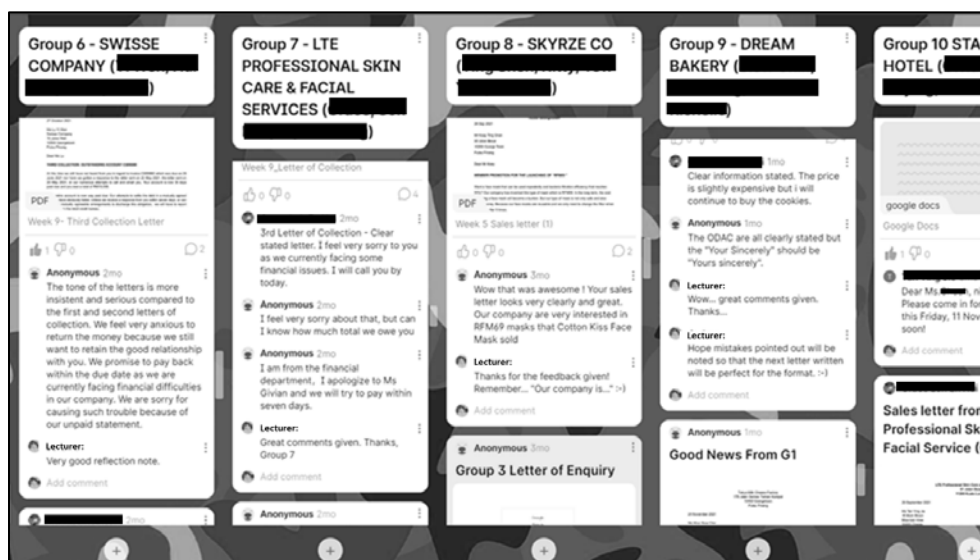 Group 6 - SWISSE
COMPANY (
)
THIRD COLLECTION: OUTSTANDING ACCOUNT
PDF
Week 9- Third Collection Letter
1 0 2
Anonymous 2mo
The tone of the letters is more
insistent and serious compared to
the first and second letters of
collection. We feel very anxious to
return the money because we still
want to retain the good relationship
with you. We promise to pay back
within the due date as we are
currently facing financial difficulties
in our company. We are sorry for
causing such trouble because of
our unpaid statement.
Lecturer:
Very good reflection note.
Add comment
2mo
Group 7 - LTE
PROFESSIONAL SKIN
CARE & FACIAL
SERVICES (
)
Week 9_Letter of Collection
0 0 4
2mo
3rd Letter of Collection - Clear
stated letter. I feel very sorry to you
as we currently facing some
financial issues. I will call you by
today.
Anonymous 2mo
I feel very sorry about that, but can
I know how much total we owe you
Anonymous 2mo
I am from the financial
department, I apologize to Ms
Givian and we will try to pay within
seven days.
Lecturer:
Great comments given. Thanks,
Group 7
Add comment
Anonymous 2mo
Group 8 - SKYRZE CO
(
)
PDF
Week 5 Sales letter (1)
0 0 2
Anonymous 3mo
Wow that was awesome ! Your sales
letter looks very clearly and great.
Our company are very interested in
RFM69 masks that Cotton Kiss Face
Mask sold
Lecturer:
Thanks for the feedback given!
Remember... "Our company is..." :-)
Add comment
Anonymous 3mo
Group 3 Letter of Enquiry
Group 9 - DREAM
BAKERY (
)
1mo
Clear information stated. The price
is slightly expensive but i will
continue to buy the cookies.
Anonymous 1mo
The ODAC are all clearly stated but
the "Your Sincerely" should be
"Yours sincerely".
Lecturer:
Wow... great comments given.
Thanks...
Lecturer:
Hope mistakes pointed out will be
noted so that the next letter written
will be perfect for the format. :-)
Add comment
Anonymous 1mo
Good News From G1
Group 10 STA
HOTEL (
google docs
Google Docs
1 0
Dear Ms.
Please come in fo
this Friday, 11 Nov
soon!
Add comment
Sales letter from
Professional Sk
Facial Service (